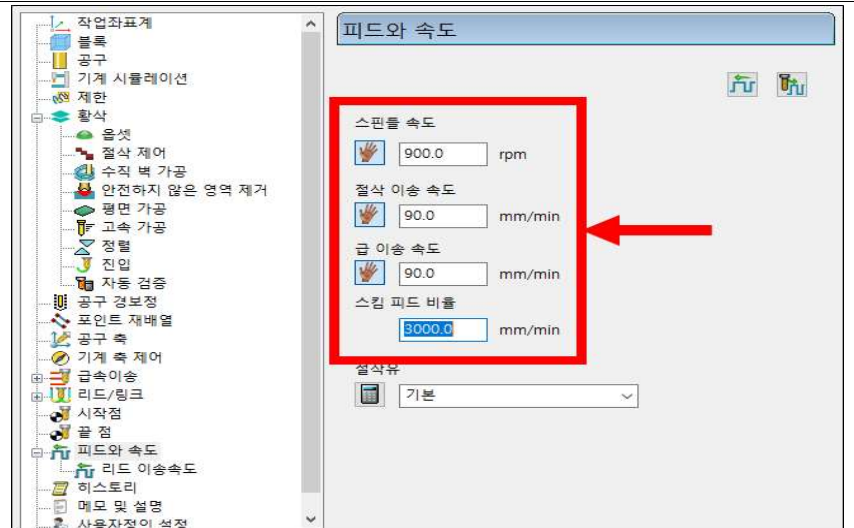 작업좌표계
블록
공구
기계 시뮬레이션
제한
황삭
옵셋
절삭 제어
수직 벽 가공
안전하지 않은 영역 제거
평면 가공
고속 가공
정렬
진입
자동 검증
공구 경보정
포인트 재배열
공구 축
기계 축 제어
급속이송
리드/링크
시작점
끝 점
피드와 속도
리드 이송속도
히스토리
메모 및 설명
사용자정의 설정
피드와 속도
스핀들 속도
900.0 rpm
절삭 이송 속도
90.0 mm/min
급 이송 속도
90.0 mm/min
스킴 피드 비율
3000.0 mm/min
절삭유
기본